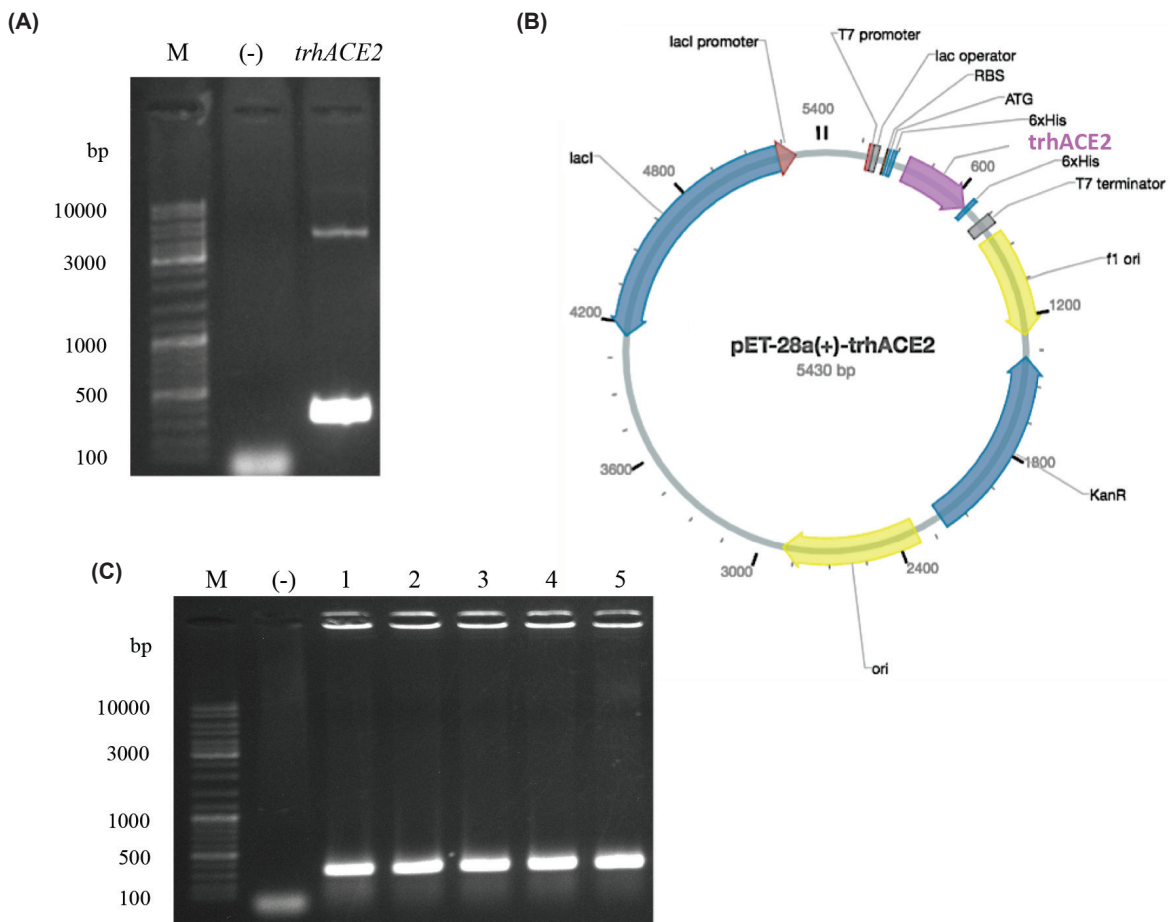 (A)
M (-) trhACE2
bp
10000
3000
1000
500
100
(B)
lacI promoter
T7 promoter
lac operator
RBS
ATG
6xHis
trhACE2
6xHis
T7 terminator
f1 ori
KanR
ori
lacI
5400
600
1200
1800
2400
3000
3600
4200
4800
pET-28a(+)-trhACE2
5430 bp
(C)
M (-) 1 2 3 4 5
bp
10000
3000
1000
500
100